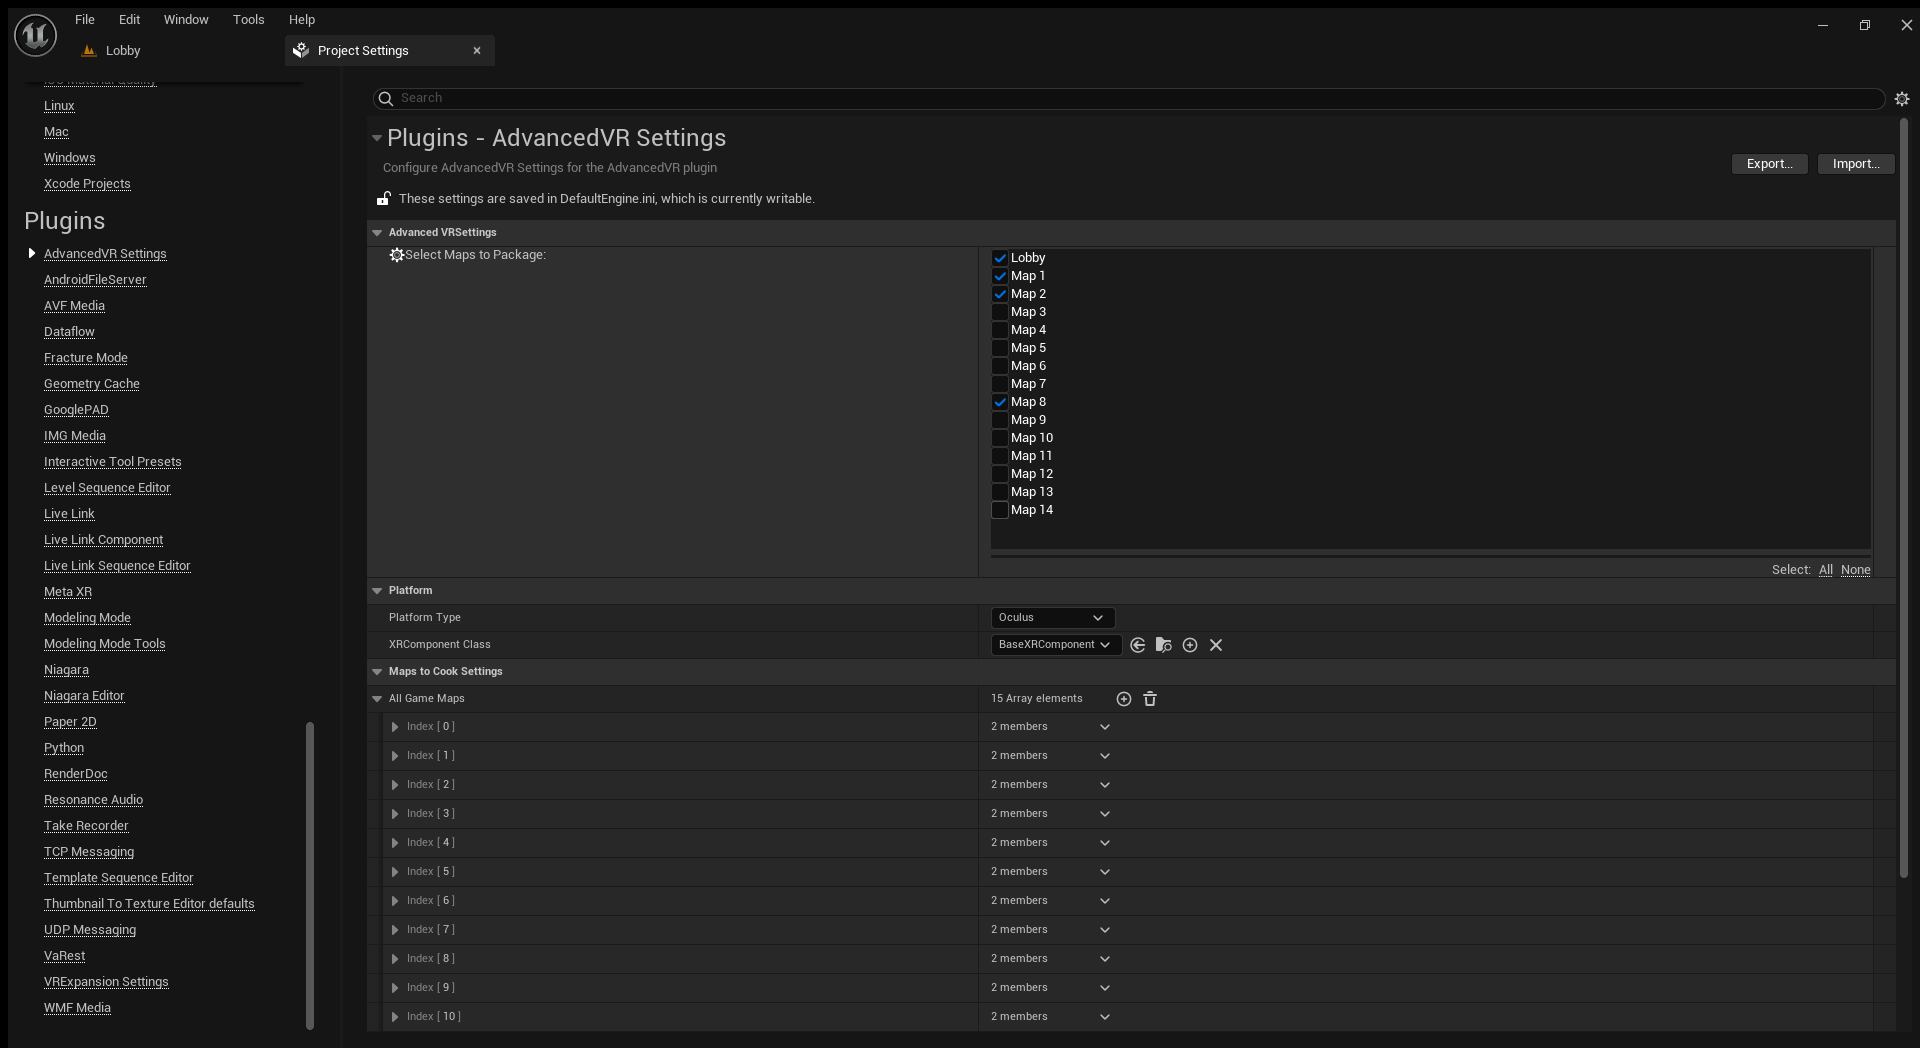 File Edit Window Tools Help
Lobby
Project Settings
iOS Material Quality
Linux
Mac
Windows
Xcode Projects
Plugins
AdvancedVR Settings
AndroidFileServer
AVF Media
Dataflow
Fracture Mode
Geometry Cache
GooglePAD
IMG Media
Interactive Tool Presets
Level Sequence Editor
Live Link
Live Link Component
Live Link Sequence Editor
Meta XR
Modeling Mode
Modeling Mode Tools
Niagara
Niagara Editor
Paper 2D
Python
RenderDoc
Resonance Audio
Take Recorder
TCP Messaging
Template Sequence Editor
Thumbnail To Texture Editor defaults
UDP Messaging
VaRest
VRExpansion Settings
WMF Media
Search
Plugins - AdvancedVR Settings
Configure AdvancedVR Settings for the AdvancedVR plugin
Export... Import...
These settings are saved in DefaultEngine.ini, which is currently writable.
Advanced VRSettings
Select Maps to Package:
Lobby
Map 1
Map 2
Map 3
Map 4
Map 5
Map 6
Map 7
Map 8
Map 9
Map 10
Map 11
Map 12
Map 13
Map 14
Select: All None
Platform
Platform Type Oculus
XRComponent Class BaseXRComponent
Maps to Cook Settings
All Game Maps 15 Array elements
Index [ 0 ] 2 members
Index [ 1 ] 2 members
Index [ 2 ] 2 members
Index [ 3 ] 2 members
Index [ 4 ] 2 members
Index [ 5 ] 2 members
Index [ 6 ] 2 members
Index [ 7 ] 2 members
Index [ 8 ] 2 members
Index [ 9 ] 2 members
Index [ 10 ] 2 members